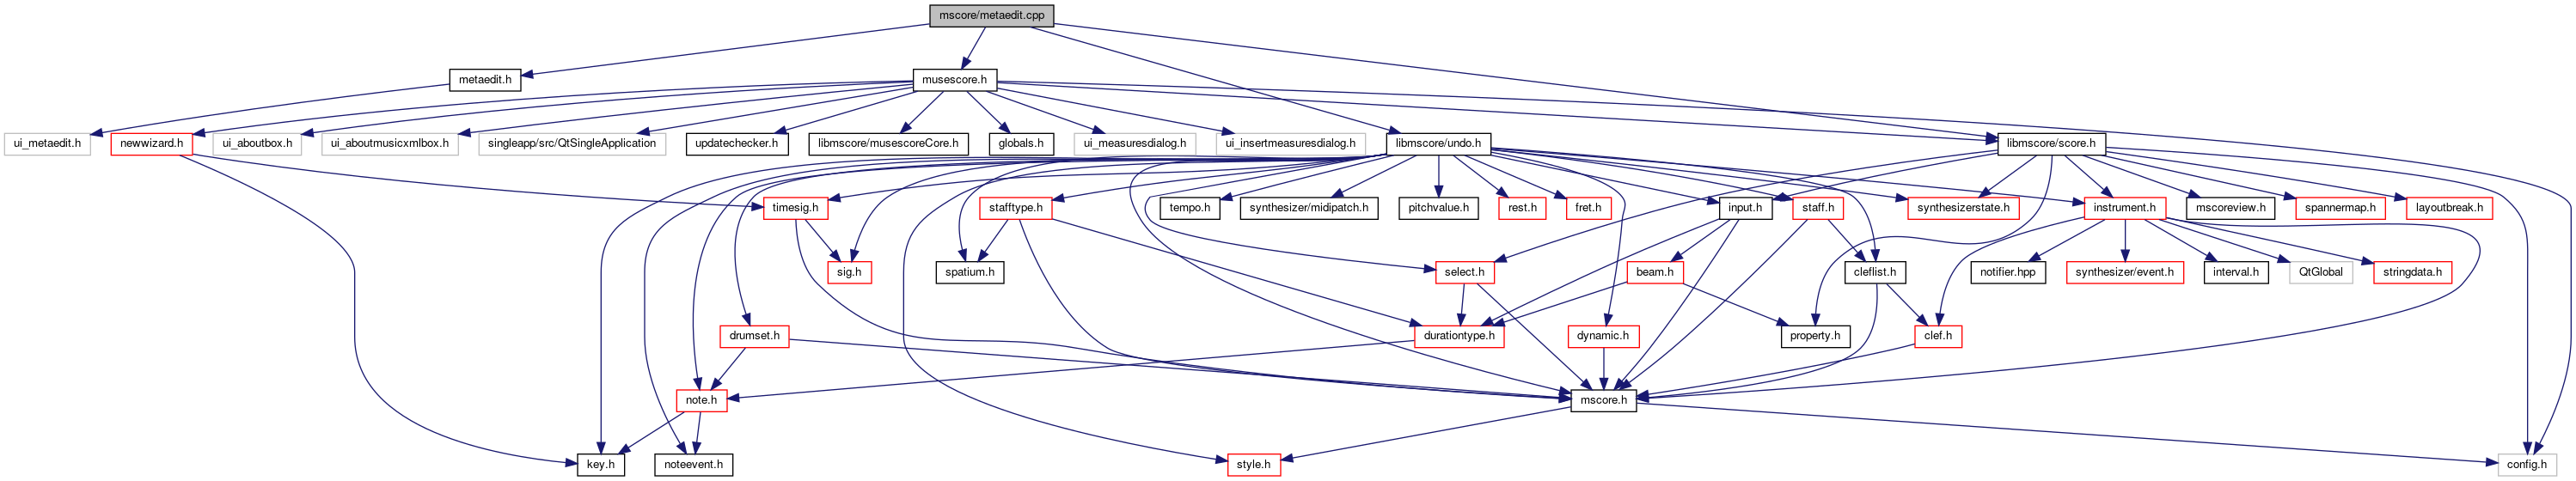 mscore/metaedit.cpp
metaedit.h
musescore.h
ui_metaedit.h
newwizard.h
ui_aboutbox.h
ui_aboutmusicxmlbox.h
singleapp/src/QtSingleApplication
updatechecker.h
libmscore/musescoreCore.h
globals.h
ui_measuresdialog.h
ui_insertmeasuresdialog.h
libmscore/undo.h
libmscore/score.h
timesig.h
stafftype.h
tempo.h
synthesizer/midipatch.h
pitchvalue.h
rest.h
fret.h
input.h
staff.h
synthesizerstate.h
instrument.h
mscoreview.h
spannermap.h
layoutbreak.h
sig.h
spatium.h
select.h
beam.h
cleflist.h
notifier.hpp
synthesizer/event.h
interval.h
QtGlobal
stringdata.h
drumset.h
durationtype.h
dynamic.h
property.h
clef.h
note.h
mscore.h
key.h
noteevent.h
style.h
config.h